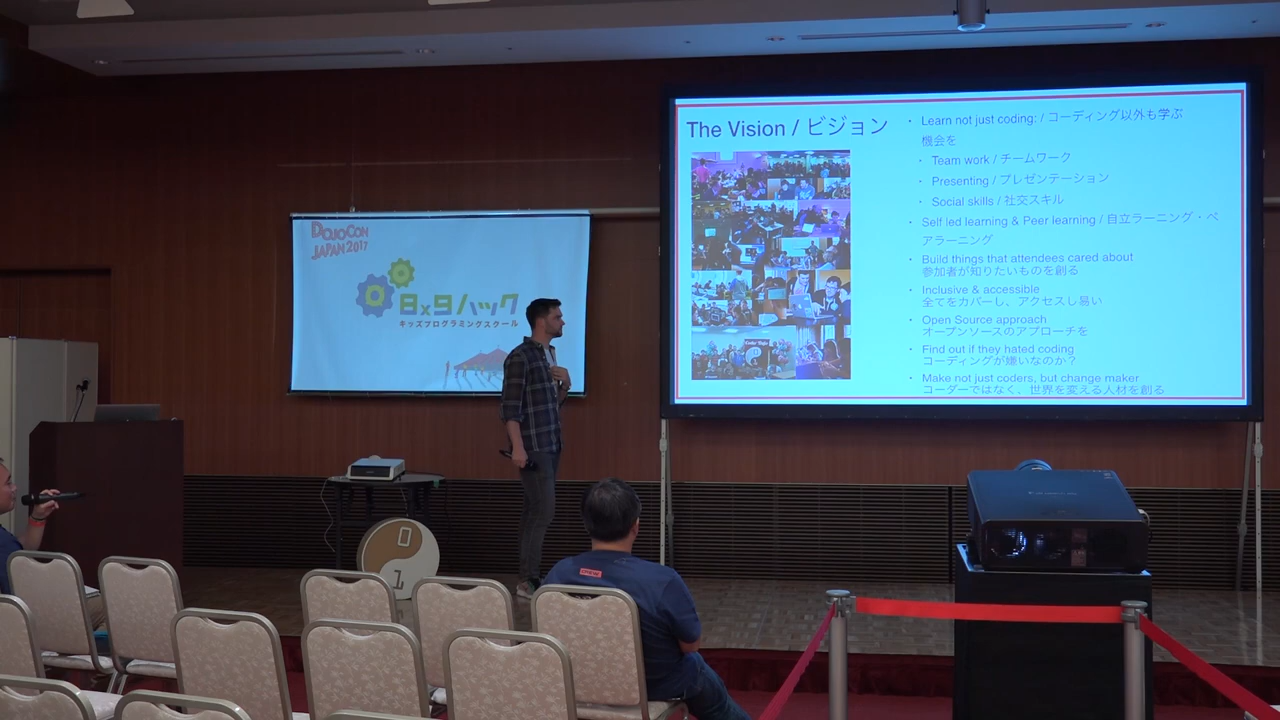 DOJOCON
JAPAN 2017
8x9ハック
キッズプログラミングスクール
The Vision / ビジョン
• Learn not just coding: / コーディング以外も学ぶ
機会を
• Team work / チームワーク
• Presenting / プレゼンテーション
• Social skills / 社交スキル
• Self led learning & Peer learning / 自立ラーニング・ペ
アラーニング
• Build things that attendees cared about
参加者が知りたいものを創る
• Inclusive & accessible
全てをカバーし、アクセスし易い
• Open Source approach
オープンソースのアプローチを
• Find out if they hated coding
コーディングが嫌いなのか？
• Make not just coders, but change maker
コーダーではなく、世界を変える人材を創る
0
1